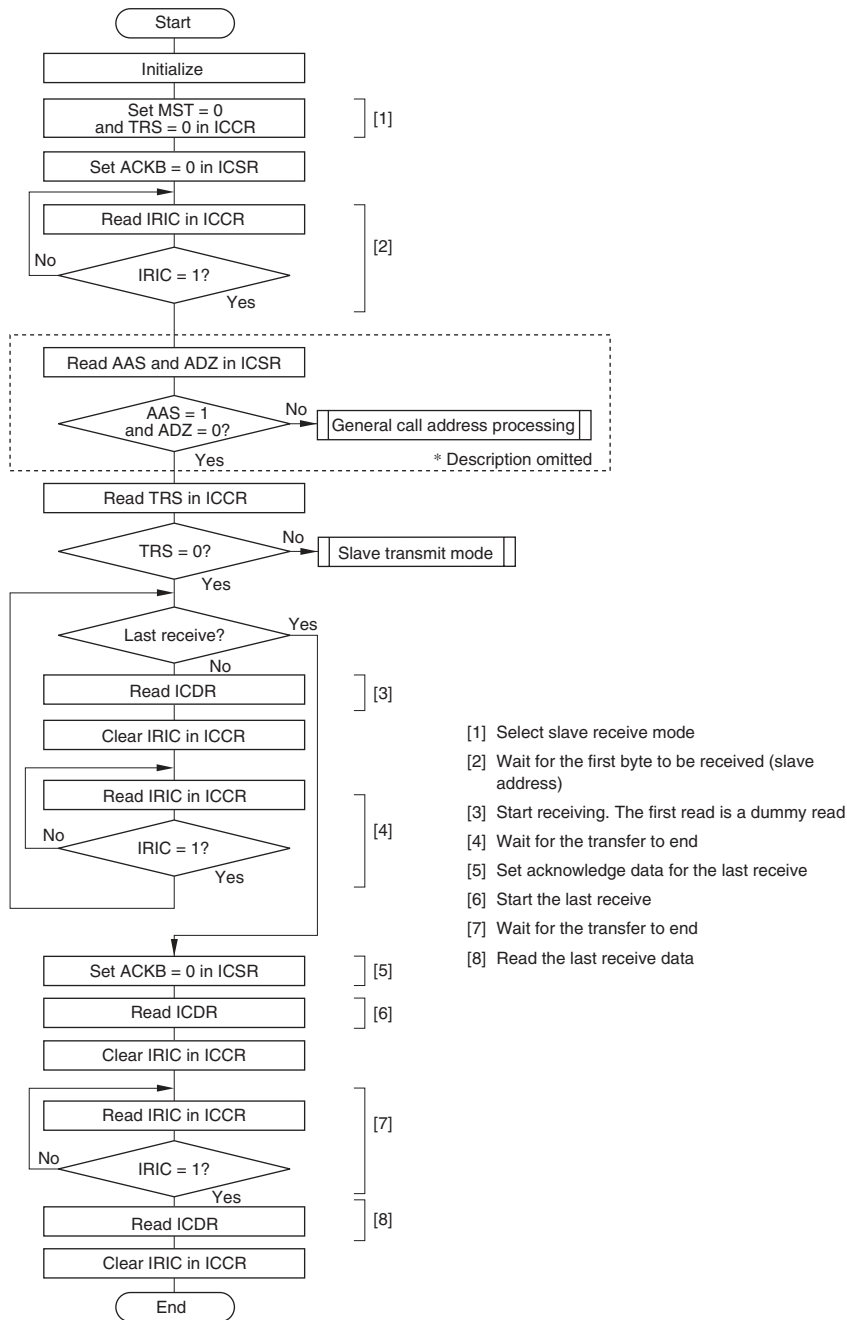 Start
Initialize
Set MST = 0
and TRS = 0 in ICCR
[1]
Set ACKB = 0 in ICSR
Read IRIC in ICCR
[2]
No
IRIC = 1?
Yes
Read AAS and ADZ in ICSR
AAS = 1
and ADZ = 0?
No
General call address processing
Yes
* Description omitted
Read TRS in ICCR
TRS = 0?
No
Slave transmit mode
Yes
Last receive?
Yes
No
Read ICDR
[3]
Clear IRIC in ICCR
Read IRIC in ICCR
[4]
No
IRIC = 1?
Yes
Set ACKB = 0 in ICSR
[5]
Read ICDR
[6]
Clear IRIC in ICCR
Read IRIC in ICCR
[7]
No
IRIC = 1?
Yes
Read ICDR
[8]
Clear IRIC in ICCR
End
[1] Select slave receive mode
[2] Wait for the first byte to be received (slave
address)
[3] Start receiving. The first read is a dummy read
[4] Wait for the transfer to end
[5] Set acknowledge data for the last receive
[6] Start the last receive
[7] Wait for the transfer to end
[8] Read the last receive data